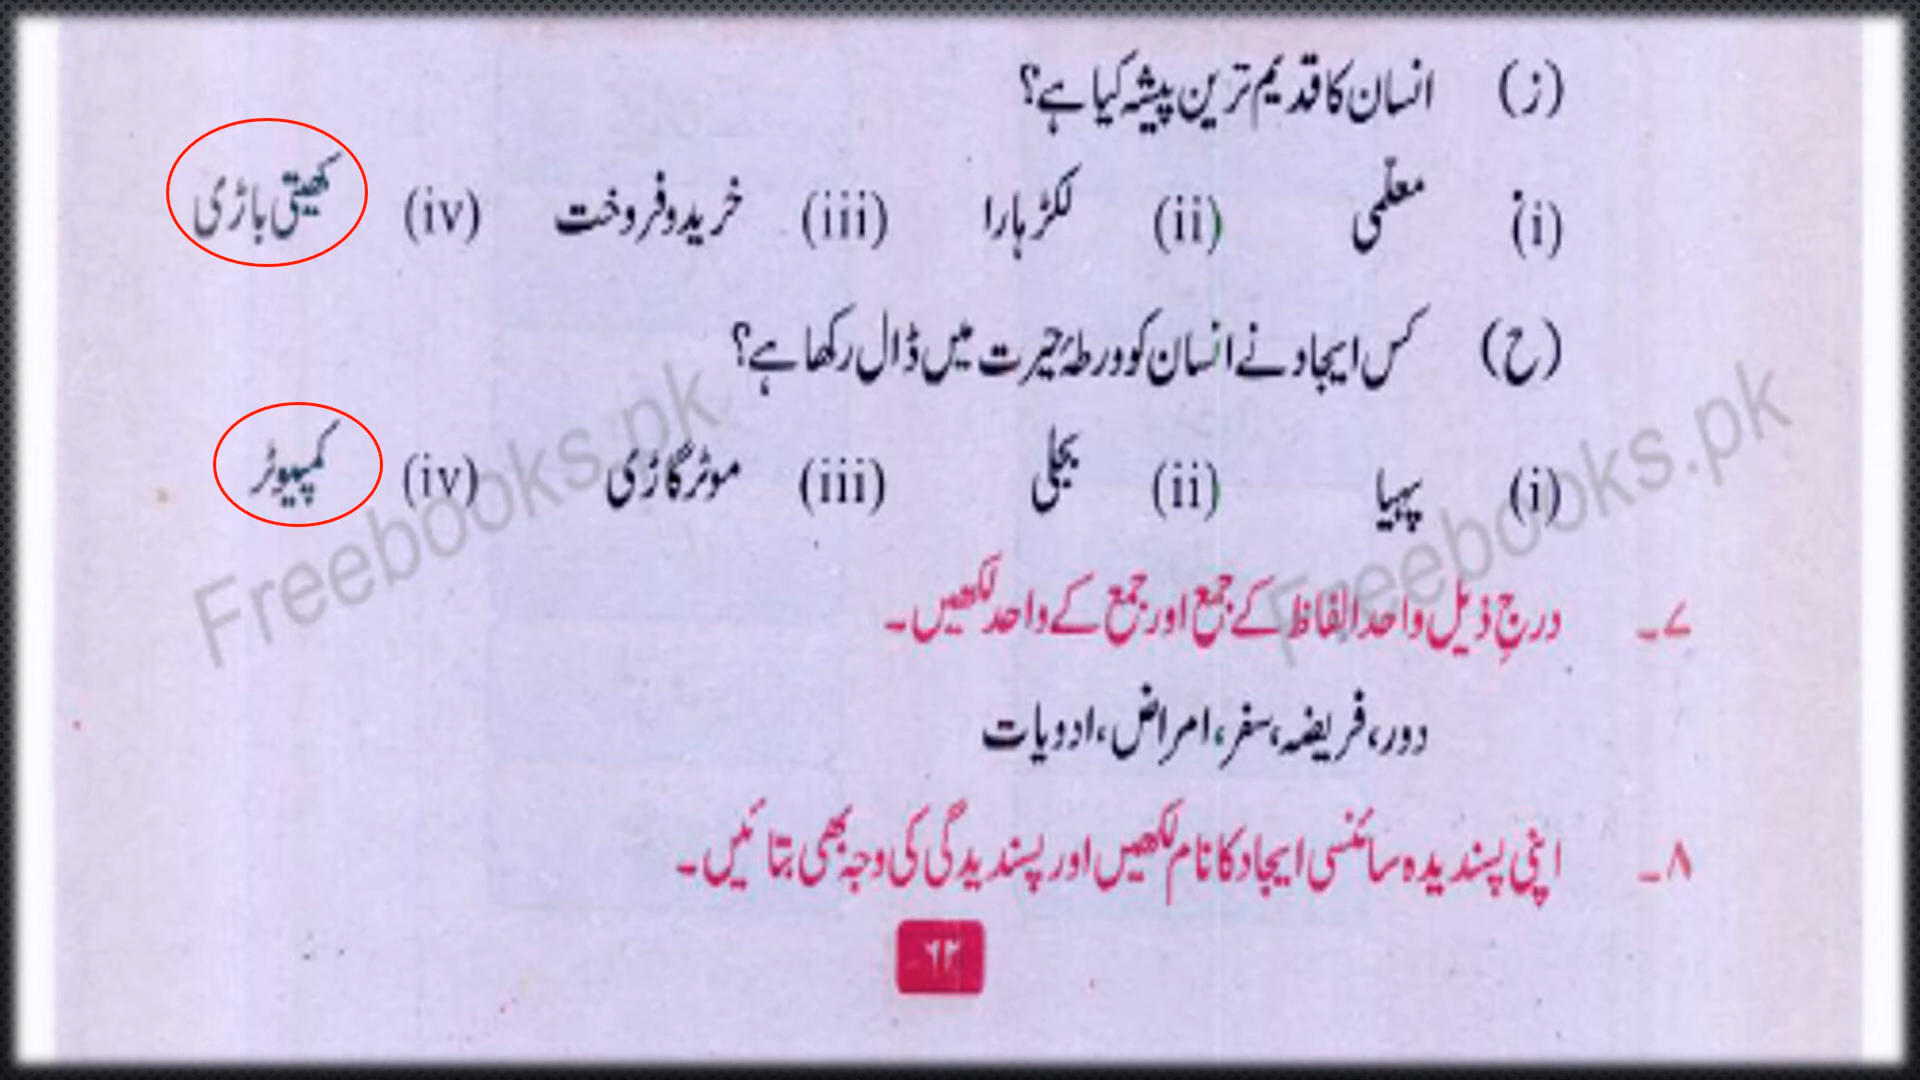 (ز) انسان کا قدیم ترین پیشہ کیا ہے؟
(i) معلّمی (ii) لکڑہارا (iii) خرید و فروخت (iv) کھیتی باڑی
(ح) کس ایجاد نے انسان کو ورطۂ حیرت میں ڈال رکھا ہے؟
(i) پہیا (ii) بجلی (iii) موٹر گاڑی (iv) کمپیوٹر
۷۔ درجِ ذیل واحد الفاظ کے جمع اور جمع کے واحد لکھیں۔
دور، فریضہ، سفر، امراض، ادویات
۸۔ اپنی پسندیدہ سائنسی ایجاد کا نام لکھیں اور پسندیدگی کی وجہ بھی بتائیں۔
۶۲
Freebooks.pk
Freebooks.pk